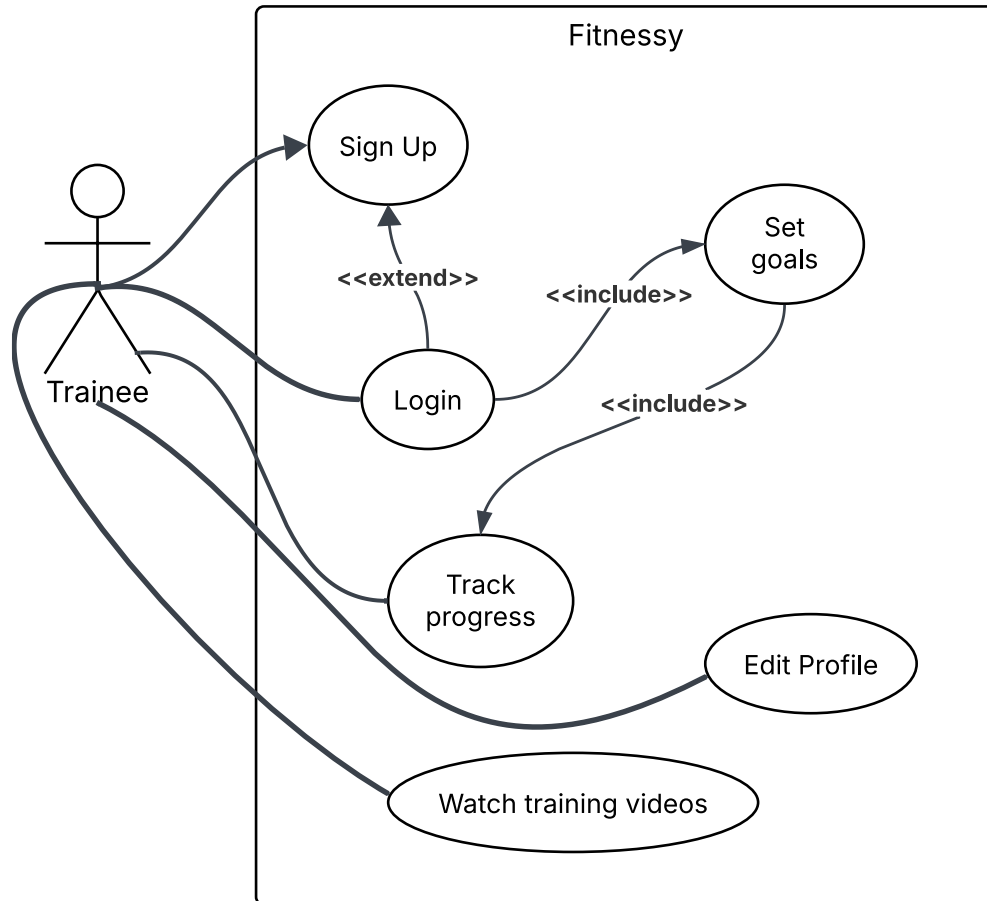 Fitnessy
Sign Up
Set
goals
<<extend>>
<<include>>
Trainee
Login
<<include>>
Track
progress
Edit Profile
Watch training videos